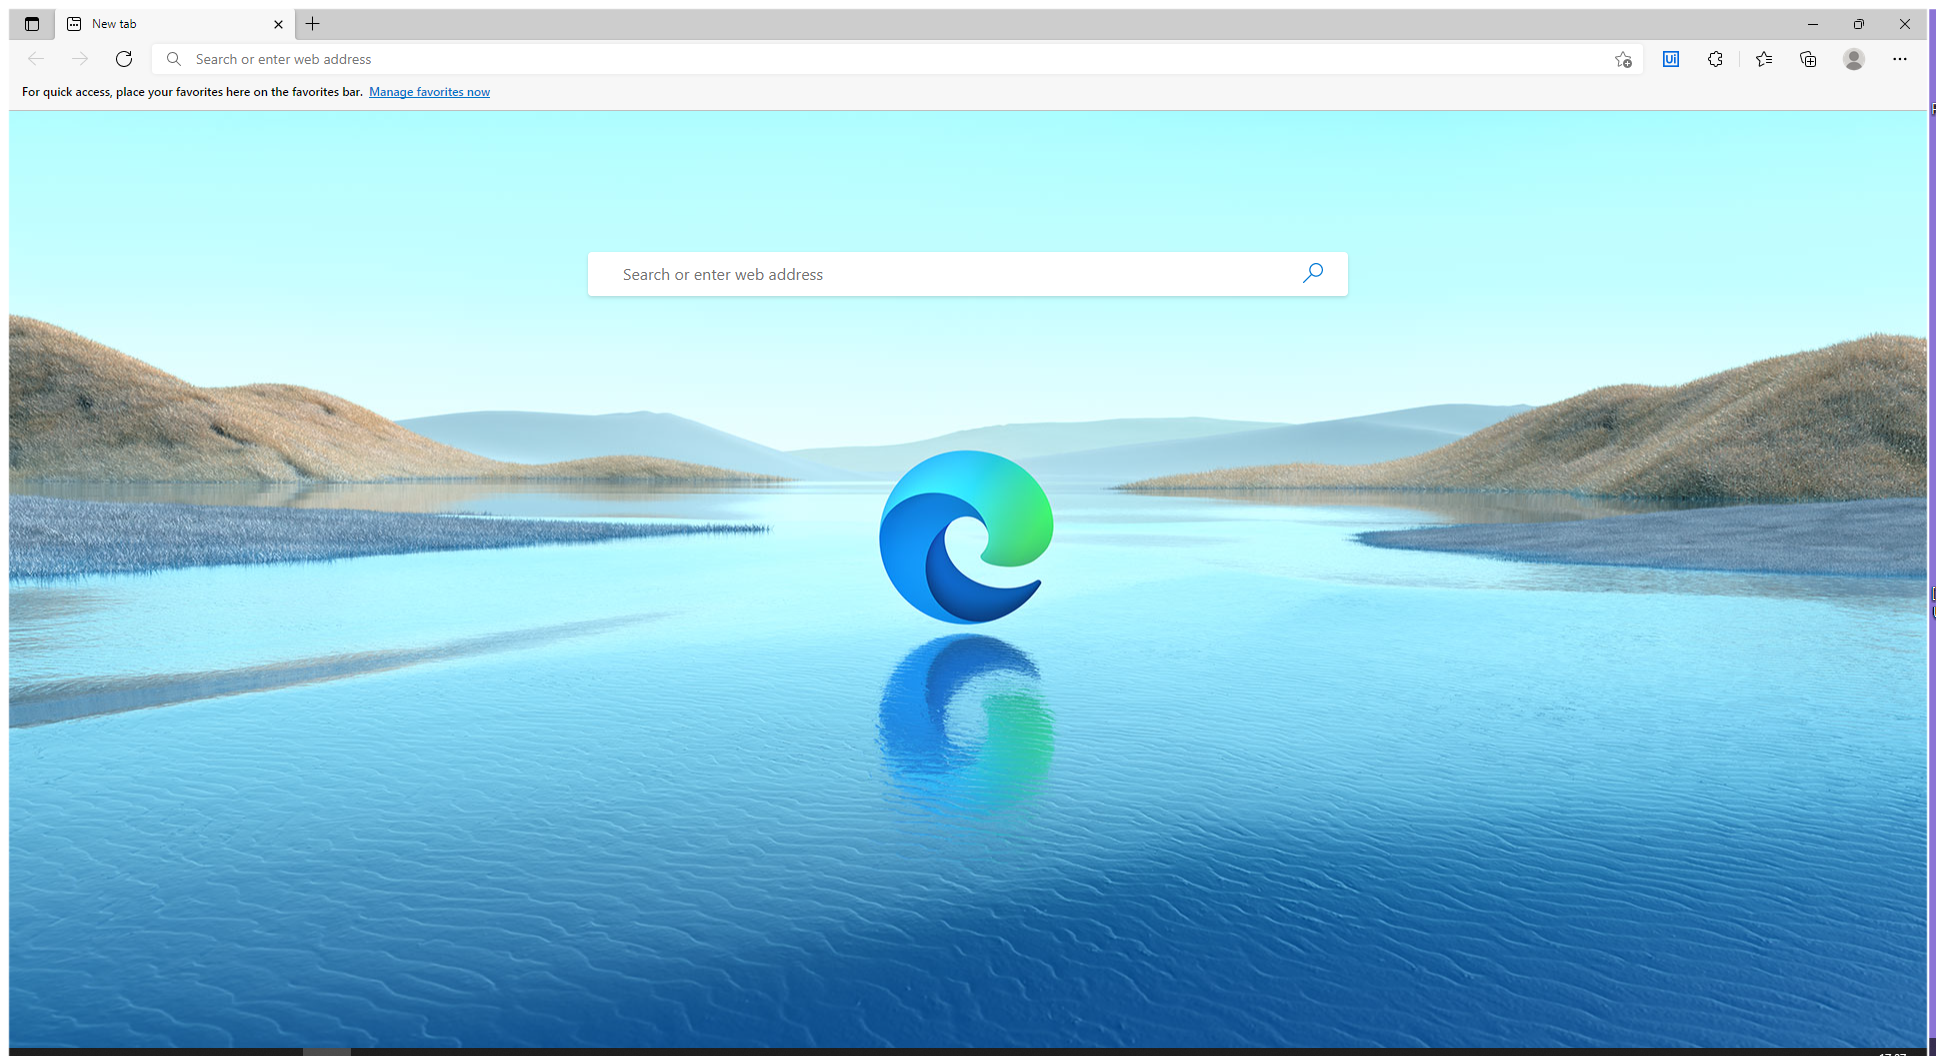 New tab
Search or enter web address
Ui
For quick access, place your favorites here on the favorites bar. Manage favorites now
Search or enter web address